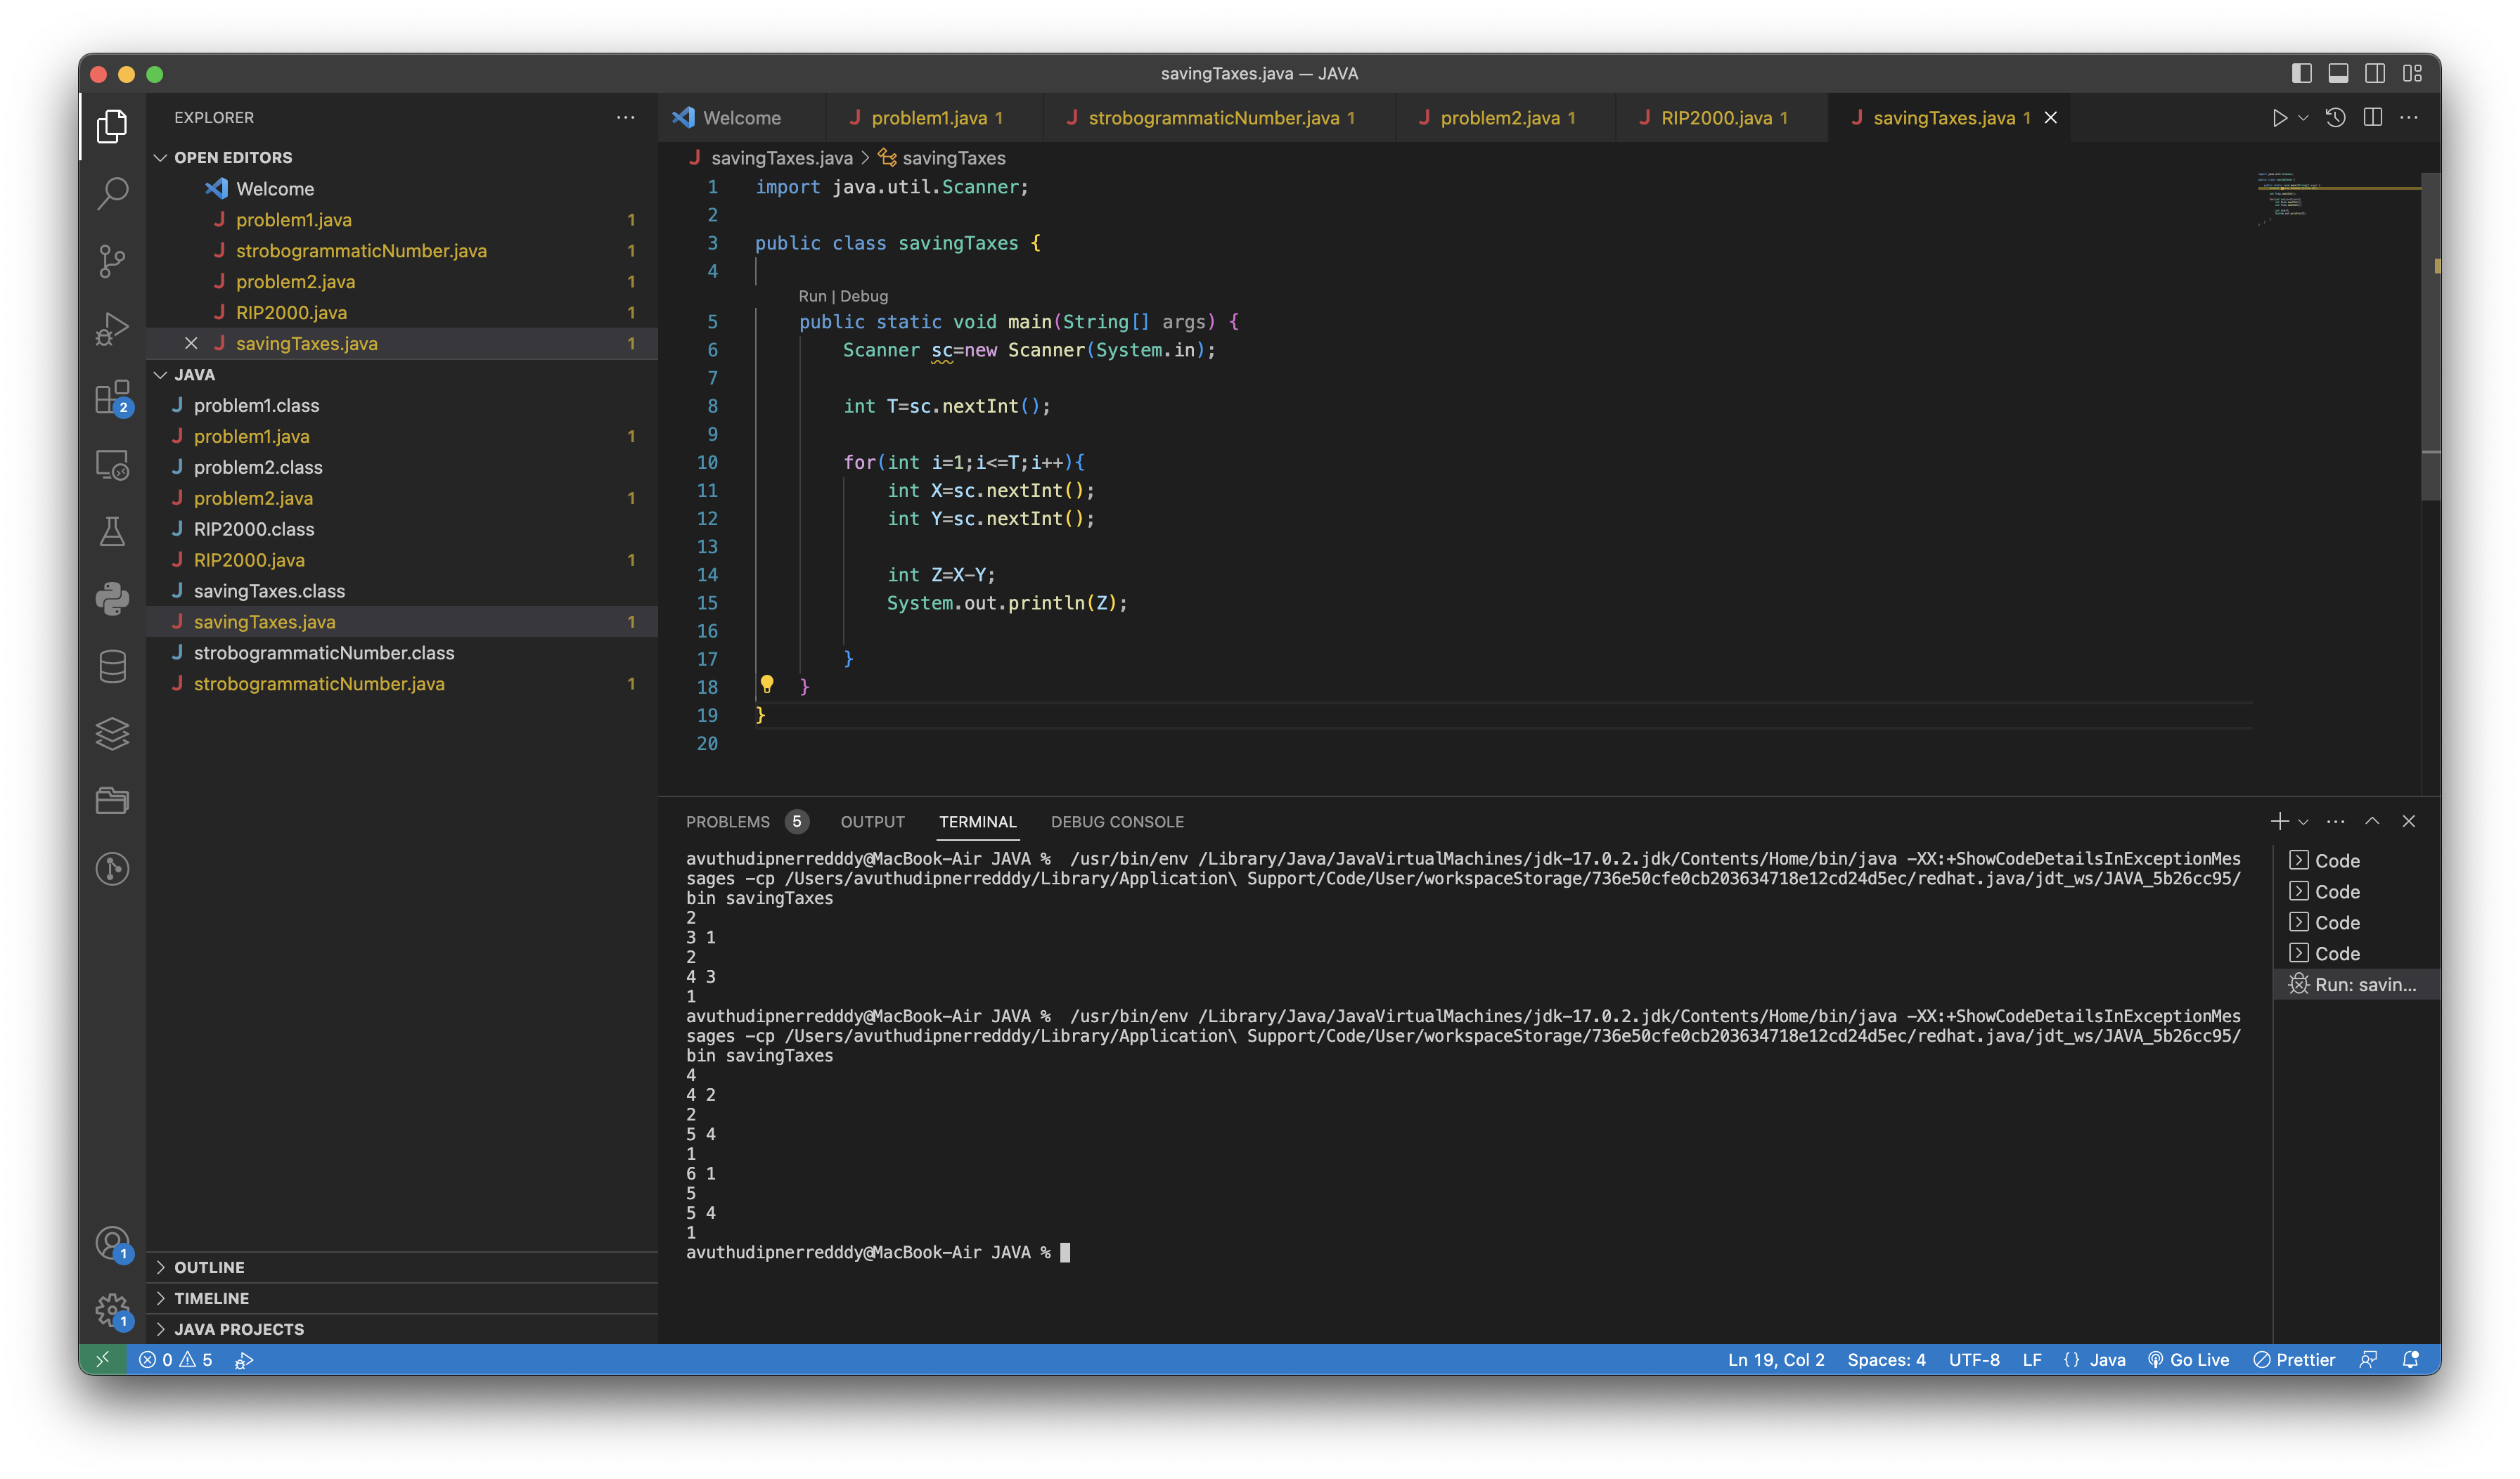 savingTaxes.java — JAVA
EXPLORER
OPEN EDITORS
Welcome
problem1.java 1
strobogrammaticNumber.java 1
problem2.java 1
RIP2000.java 1
savingTaxes.java 1
JAVA
problem1.class
problem1.java 1
problem2.class
problem2.java 1
RIP2000.class
RIP2000.java 1
savingTaxes.class
savingTaxes.java 1
strobogrammaticNumber.class
strobogrammaticNumber.java 1
2
1
1
OUTLINE
TIMELINE
JAVA PROJECTS
Welcome problem1.java 1 strobogrammaticNumber.java 1 problem2.java 1 RIP2000.java 1 savingTaxes.java 1
savingTaxes.java > savingTaxes
1 import java.util.Scanner;
2
3 public class savingTaxes {
4
Run | Debug
5 public static void main(String[] args) {
6 Scanner sc=new Scanner(System.in);
7
8 int T=sc.nextInt();
9
10 for(int i=1;i<=T;i++){
11 int X=sc.nextInt();
12 int Y=sc.nextInt();
13
14 int Z=X-Y;
15 System.out.println(Z);
16
17 }
18 }
19 }
20
PROBLEMS 5 OUTPUT TERMINAL DEBUG CONSOLE
avuthudipnerredddy@MacBook-Air JAVA %  /usr/bin/env /Library/Java/JavaVirtualMachines/jdk-17.0.2.jdk/Contents/Home/bin/java -XX:+ShowCodeDetailsInExceptionMes
sages -cp /Users/avuthudipnerredddy/Library/Application\ Support/Code/User/workspaceStorage/736e50cfe0cb203634718e12cd24d5ec/redhat.java/jdt_ws/JAVA_5b26cc95/
bin savingTaxes
2
3 1
2
4 3
1
avuthudipnerredddy@MacBook-Air JAVA %  /usr/bin/env /Library/Java/JavaVirtualMachines/jdk-17.0.2.jdk/Contents/Home/bin/java -XX:+ShowCodeDetailsInExceptionMes
sages -cp /Users/avuthudipnerredddy/Library/Application\ Support/Code/User/workspaceStorage/736e50cfe0cb203634718e12cd24d5ec/redhat.java/jdt_ws/JAVA_5b26cc95/
bin savingTaxes
4
4 2
2
5 4
1
6 1
5
5 4
1
avuthudipnerredddy@MacBook-Air JAVA %
Code
Code
Code
Code
Run: savin...
0 5 Ln 19, Col 2 Spaces: 4 UTF-8 LF {} Java Go Live Prettier